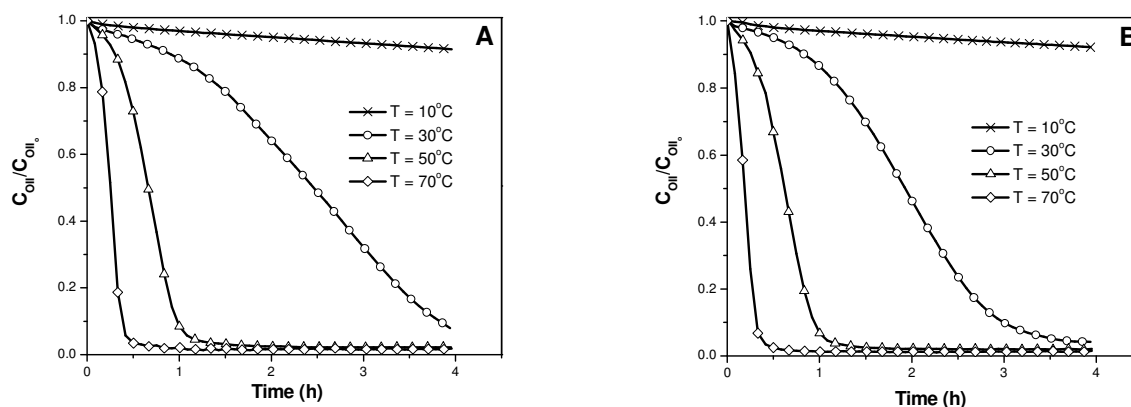 A
1.0
0.8
0.6
0.4
0.2
0.0
C_OII/C_OII₀
T = 10°C
T = 30°C
T = 50°C
T = 70°C
0 1 2 3 4
Time (h)
B
1.0
0.8
0.6
0.4
0.2
0.0
C_OII/C_OII₀
T = 10°C
T = 30°C
T = 50°C
T = 70°C
0 1 2 3 4
Time (h)